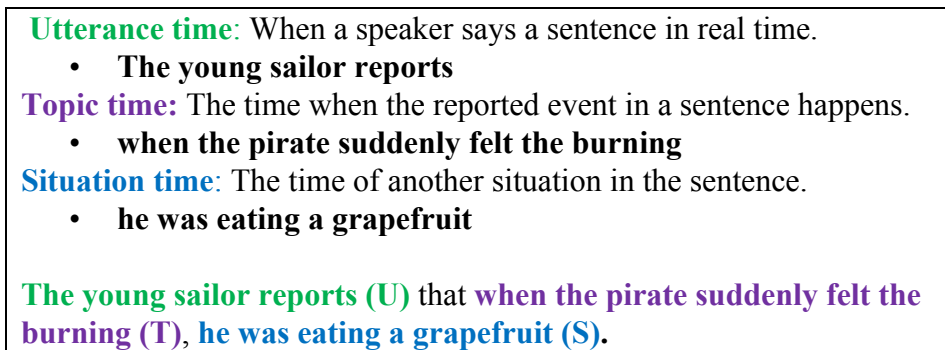 Utterance time: When a speaker says a sentence in real time.
• The young sailor reports
Topic time: The time when the reported event in a sentence happens.
• when the pirate suddenly felt the burning
Situation time: The time of another situation in the sentence.
• he was eating a grapefruit
The young sailor reports (U) that when the pirate suddenly felt the
burning (T), he was eating a grapefruit (S).